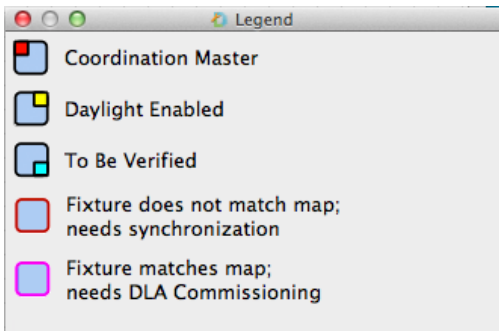 Legend
Coordination Master
Daylight Enabled
To Be Verified
Fixture does not match map;
needs synchronization
Fixture matches map;
needs DLA Commissioning